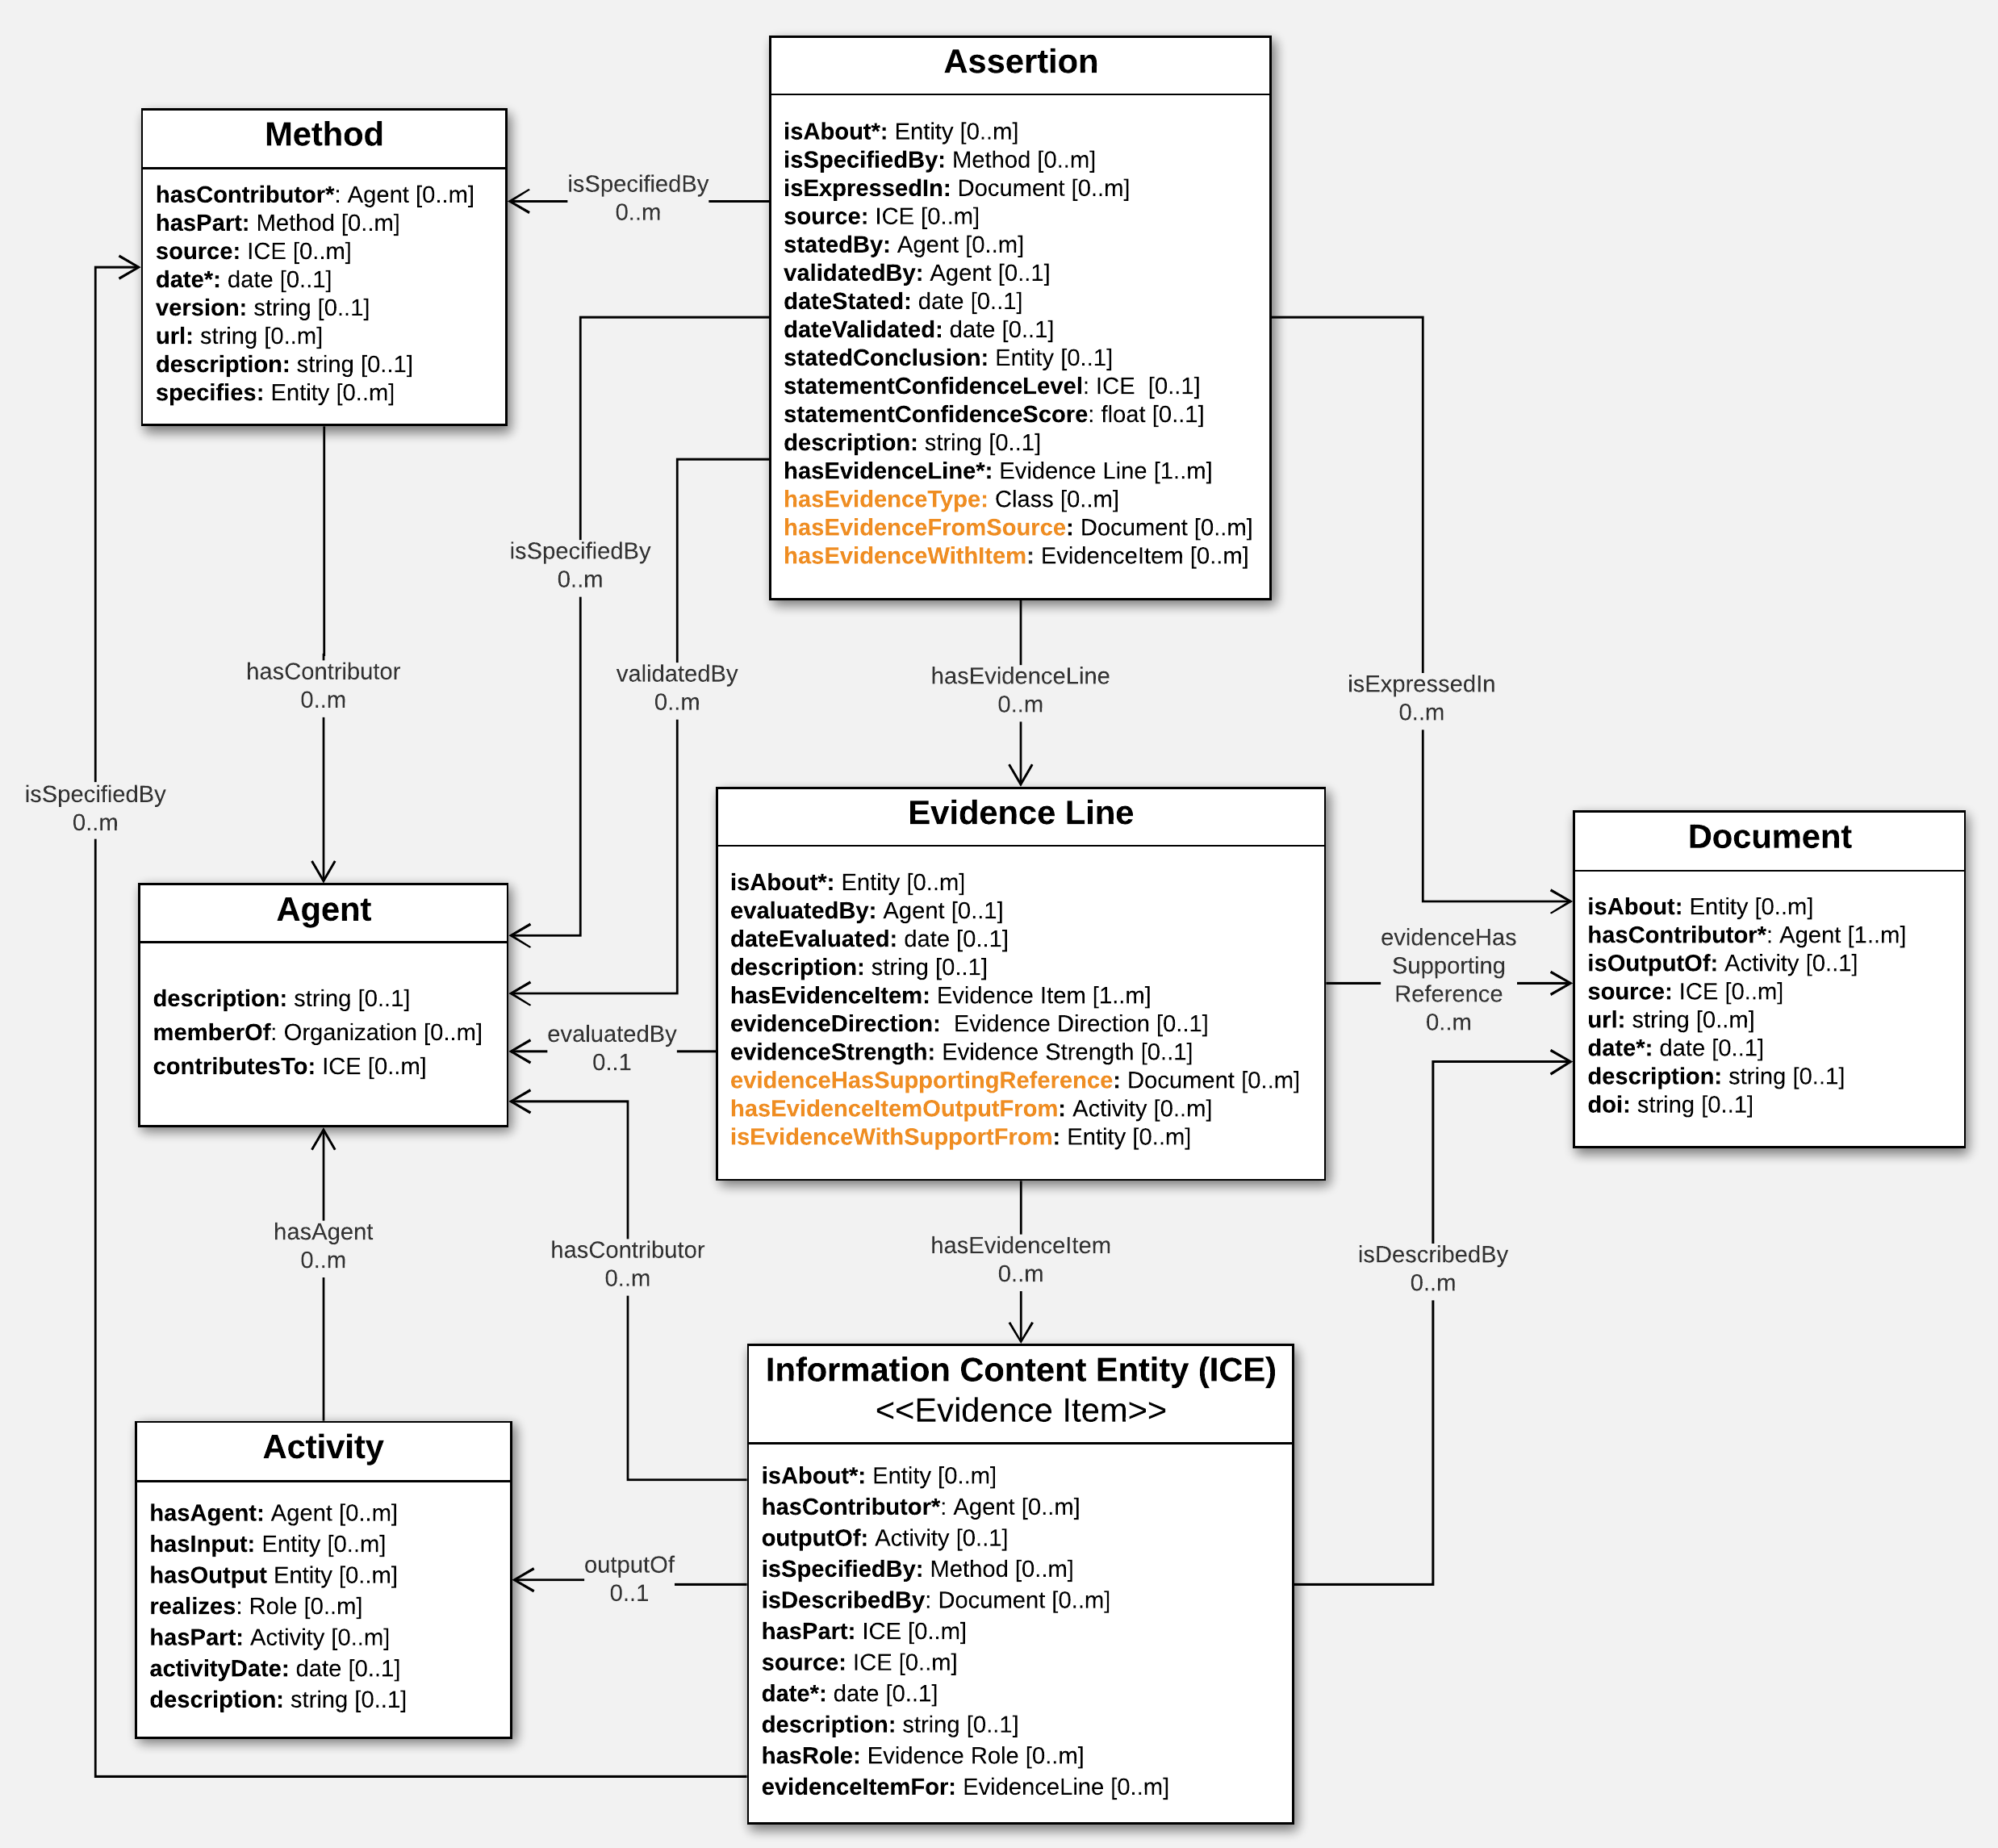 Assertion
isAbout*: Entity [0..m]
isSpecifiedBy: Method [0..m]
isExpressedIn: Document [0..m]
source: ICE [0..m]
statedBy: Agent [0..m]
validatedBy: Agent [0..1]
dateStated: date [0..1]
dateValidated: date [0..1]
statedConclusion: Entity [0..1]
statementConfidenceLevel: ICE  [0..1]
statementConfidenceScore: float [0..1]
description: string [0..1]
hasEvidenceLine*: Evidence Line [1..m]
hasEvidenceType: Class [0..m]
hasEvidenceFromSource: Document [0..m]
hasEvidenceWithItem: EvidenceItem [0..m]
Method
hasContributor*: Agent [0..m]
hasPart: Method [0..m]
source: ICE [0..m]
date*: date [0..1]
version: string [0..1]
url: string [0..m]
description: string [0..1]
specifies: Entity [0..m]
isSpecifiedBy
0..m
isSpecifiedBy
0..m
hasContributor
0..m
validatedBy
0..m
hasEvidenceLine
0..m
isExpressedIn
0..m
isSpecifiedBy
0..m
Evidence Line
isAbout*: Entity [0..m]
evaluatedBy: Agent [0..1]
dateEvaluated: date [0..1]
description: string [0..1]
hasEvidenceItem: Evidence Item [1..m]
evidenceDirection:  Evidence Direction [0..1]
evidenceStrength: Evidence Strength [0..1]
evidenceHasSupportingReference: Document [0..m]
hasEvidenceItemOutputFrom: Activity [0..m]
isEvidenceWithSupportFrom: Entity [0..m]
Document
isAbout: Entity [0..m]
hasContributor*: Agent [1..m]
isOutputOf: Activity [0..1]
source: ICE [0..m]
url: string [0..m]
date*: date [0..1]
description: string [0..1]
doi: string [0..1]
Agent
description: string [0..1]
memberOf: Organization [0..m]
contributesTo: ICE [0..m]
evidenceHas
Supporting
Reference
0..m
evaluatedBy
0..1
hasAgent
0..m
hasContributor
0..m
hasEvidenceItem
0..m
isDescribedBy
0..m
Information Content Entity (ICE)
<<Evidence Item>>
isAbout*: Entity [0..m]
hasContributor*: Agent [0..m]
outputOf: Activity [0..1]
isSpecifiedBy: Method [0..m]
isDescribedBy: Document [0..m]
hasPart: ICE [0..m]
source: ICE [0..m]
date*: date [0..1]
description: string [0..1]
hasRole: Evidence Role [0..m]
evidenceItemFor: EvidenceLine [0..m]
Activity
hasAgent: Agent [0..m]
hasInput: Entity [0..m]
hasOutput Entity [0..m]
realizes: Role [0..m]
hasPart: Activity [0..m]
activityDate: date [0..1]
description: string [0..1]
outputOf
0..1